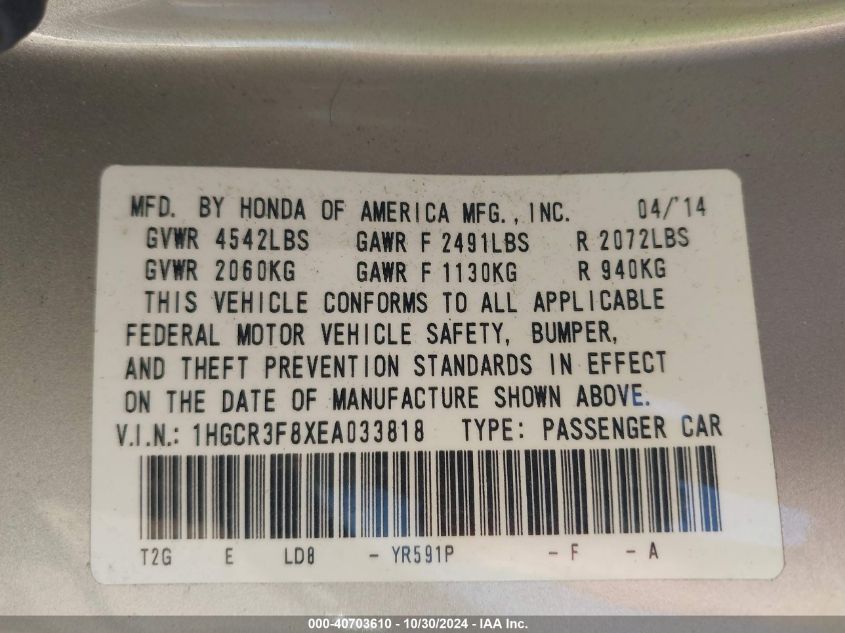 MFD. BY HONDA OF AMERICA MFG., INC. 04/'14
GVWR 4542LBS GAWR F 2491LBS R 2072LBS
GVWR 2060KG GAWR F 1130KG R 940KG
THIS VEHICLE CONFORMS TO ALL APPLICABLE
FEDERAL MOTOR VEHICLE SAFETY, BUMPER,
AND THEFT PREVENTION STANDARDS IN EFFECT
ON THE DATE OF MANUFACTURE SHOWN ABOVE.
V.I.N.: 1HGCR3F8XEA033818 TYPE: PASSENGER CAR
T2G E LD8 - YR591P - F - A
000-40703610 - 10/30/2024 - IAA Inc.